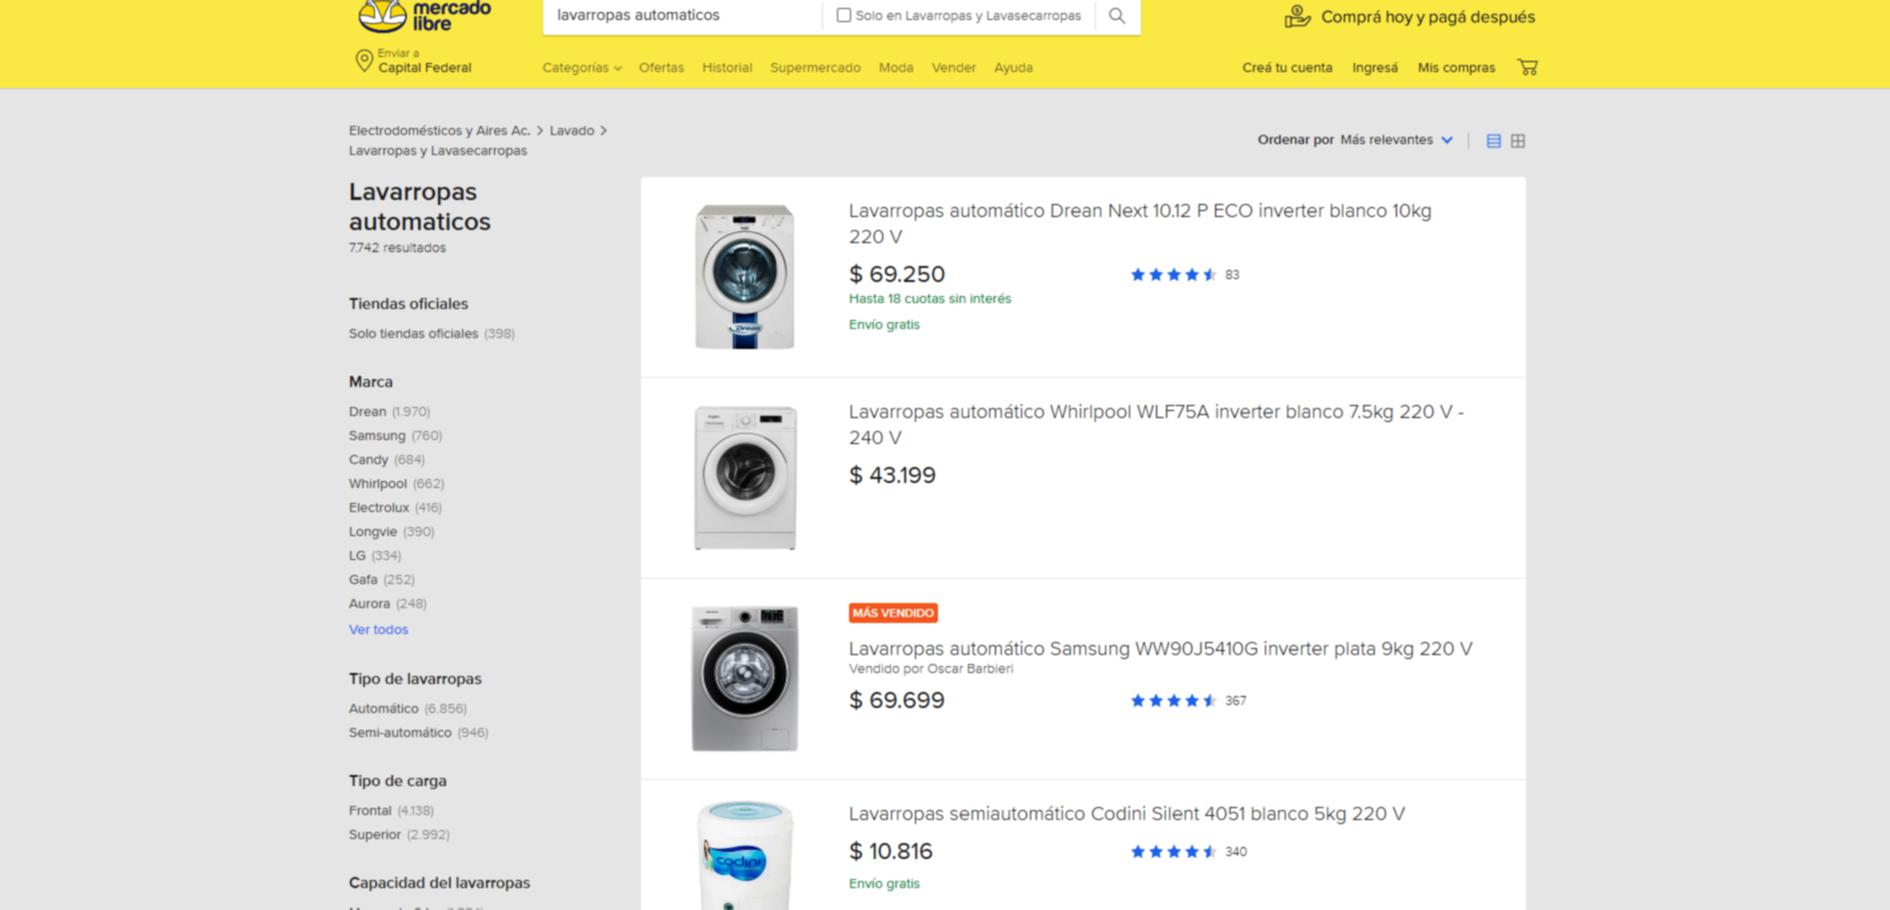 mercado
libre
lavarropas automaticos
Solo en Lavarropas y Lavasecarropas
Comprá hoy y pagá después
Enviar a
Capital Federal
Categorías Ofertas Historial Supermercado Moda Vender Ayuda
Creá tu cuenta Ingresá Mis compras
Electrodomésticos y Aires Ac. > Lavado >
Lavarropas y Lavasecarropas
Ordenar por Más relevantes
Lavarropas
automaticos
7.742 resultados
Tiendas oficiales
Solo tiendas oficiales (398)
Marca
Drean (1.970)
Samsung (760)
Candy (684)
Whirlpool (662)
Electrolux (416)
Longvie (390)
LG (334)
Gafa (252)
Aurora (248)
Ver todos
Tipo de lavarropas
Automático (6.856)
Semi-automático (946)
Tipo de carga
Frontal (4.138)
Superior (2.992)
Capacidad del lavarropas
Lavarropas automático Drean Next 10.12 P ECO inverter blanco 10kg
220 V
$ 69.250
83
Hasta 18 cuotas sin interés
Envío gratis
Drean
Lavarropas automático Whirlpool WLF75A inverter blanco 7.5kg 220 V -
240 V
$ 43.199
MÁS VENDIDO
Lavarropas automático Samsung WW90J5410G inverter plata 9kg 220 V
Vendido por Oscar Barbieri
$ 69.699
367
Lavarropas semiautomático Codini Silent 4051 blanco 5kg 220 V
$ 10.816
340
Envío gratis
codini